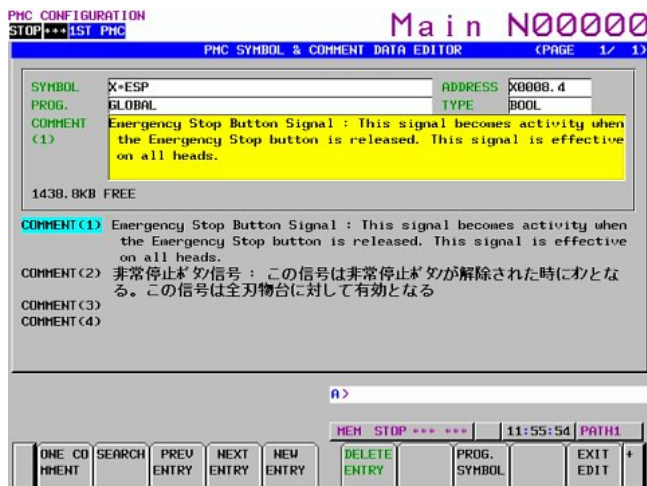 PMC CONFIGURATION
Main N00000
STOP *** 1ST PMC
PMC SYMBOL & COMMENT DATA EDITOR (PAGE 1/ 1)
SYMBOL X*ESP ADDRESS X0008.4
PROG. GLOBAL TYPE BOOL
COMMENT Emergency Stop Button Signal : This signal becomes activity when
(1) the Emergency Stop button is released. This signal is effective
on all heads.
1438.8KB FREE
COMMENT(1) Emergency Stop Button Signal : This signal becomes activity when
the Emergency Stop button is released. This signal is effective
on all heads.
COMMENT(2) 非常停止ﾎﾞﾀﾝ信号 : この信号は非常停止ﾎﾞﾀﾝが解除された時にｵﾝとな
る。この信号は全刃物台に対して有効となる
COMMENT(3)
COMMENT(4)
A>
MEM STOP *** *** 11:55:54 PATH1
ONE CO SEARCH PREV NEXT NEW DELETE PROG. EXIT +
MMENT ENTRY ENTRY ENTRY ENTRY SYMBOL EDIT